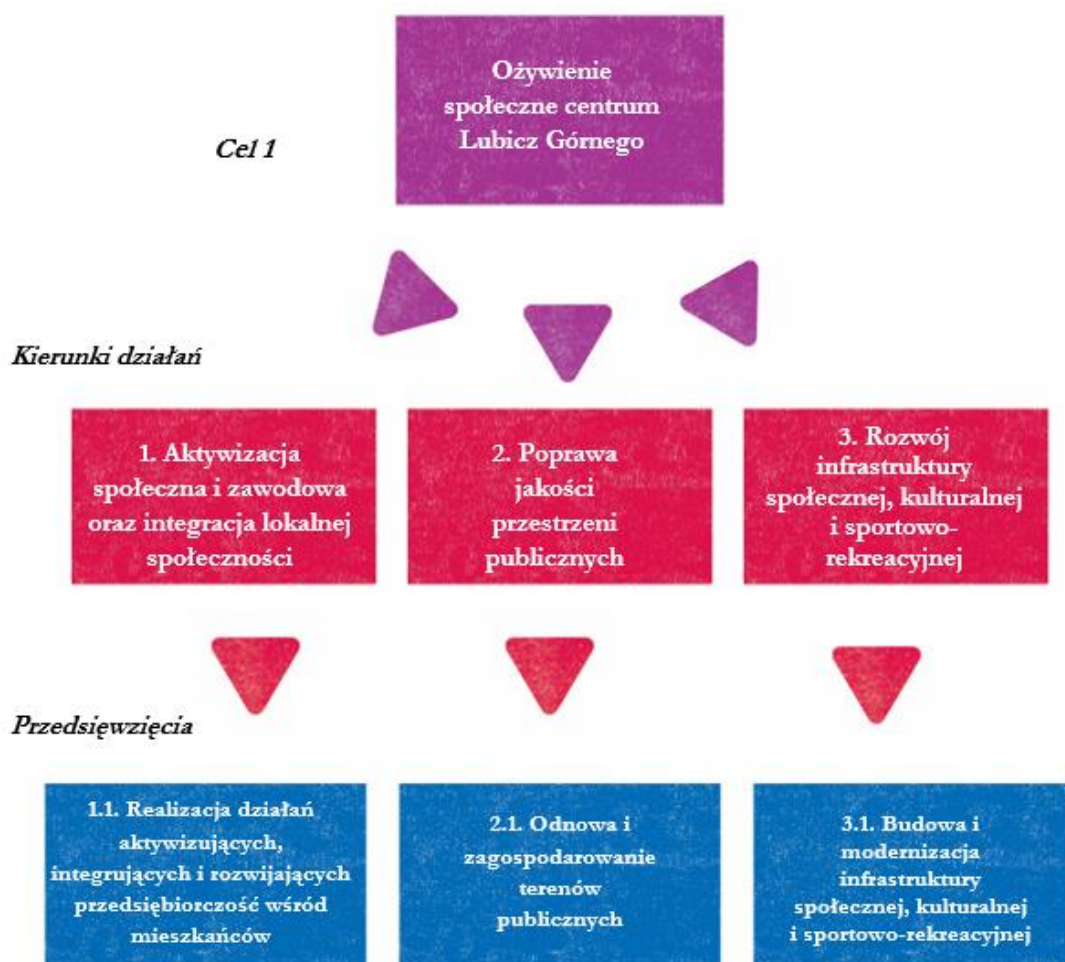 Ożywienie
społeczne centrum
Lubicz Górnego
Cel 1
Kierunki działań
1. Aktywizacja
społeczna i zawodowa
oraz integracja lokalnej
społeczności
2. Poprawa
jakości
przestrzeni
publicznych
3. Rozwój
infrastruktury
społecznej, kulturalnej
i sportowo-
rekreacyjnej
Przedsięwzięcia
1.1. Realizacja działań
aktywizujących,
integrujących i rozwijających
przedsiębiorczość wśród
mieszkańców
2.1. Odnowa i
zagospodarowanie
terenów
publicznych
3.1. Budowa i
modernizacja
infrastruktury
społecznej, kulturalnej
i sportowo-rekreacyjnej